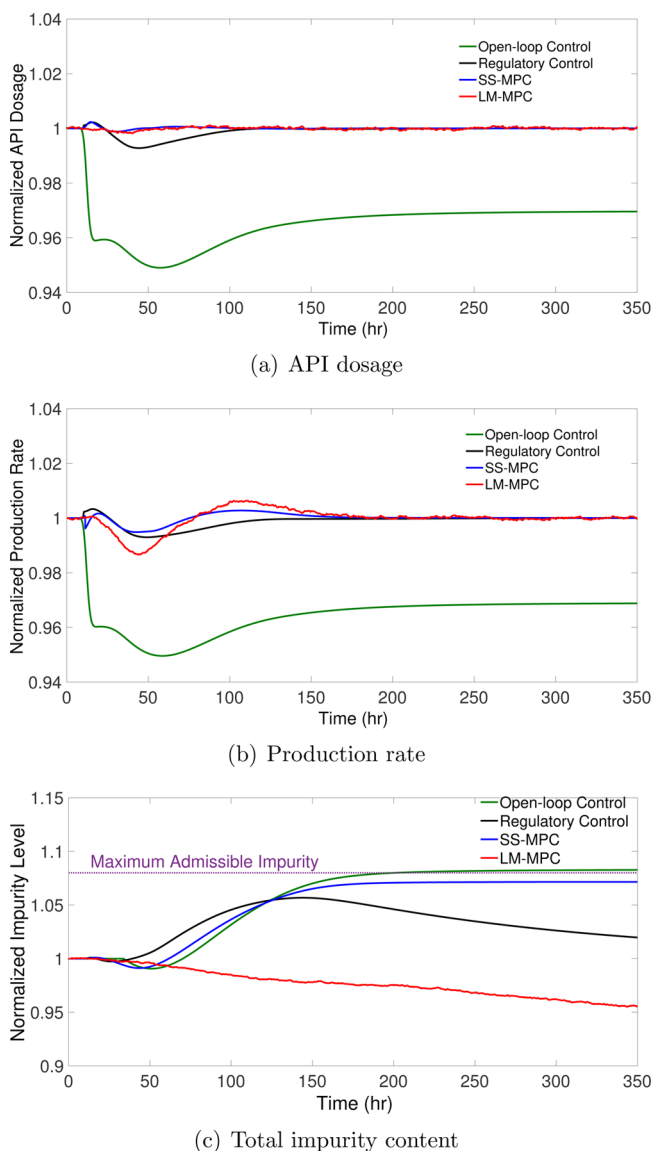 1.04
Open-loop Control
Regulatory Control
SS-MPC
LM-MPC
1.02
1
0.98
0.96
0.94
Normalized API Dosage
0 50 100 150 200 250 300 350
Time (hr)
(a) API dosage
1.04
Open-loop Control
Regulatory Control
SS-MPC
LM-MPC
1.02
1
0.98
0.96
0.94
Normalized Production Rate
0 50 100 150 200 250 300 350
Time (hr)
(b) Production rate
1.15
Open-loop Control
Regulatory Control
SS-MPC
LM-MPC
1.1
Maximum Admissible Impurity
1.05
1
0.95
0.9
Normalized Impurity Level
0 50 100 150 200 250 300 350
Time (hr)
(c) Total impurity content